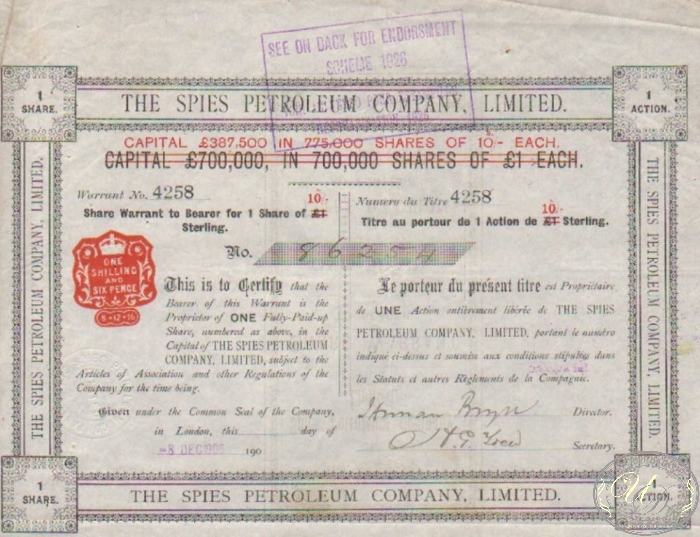 SEE ON BACK FOR ENDORSMENT
SCHEME 1926
1 SHARE.
THE SPIES PETROLEUM COMPANY, LIMITED.
1 ACTION.
CAPITAL £387,500 IN 775,000 SHARES OF 10/- EACH.
CAPITAL £700,000, IN 700,000 SHARES OF £1 EACH.
Warrant No. 4258
Numéro du Titre 4258
10/-
Share Warrant to Bearer for 1 Share of £1 Sterling.
10/-
Titre au porteur de 1 Action de £1 Sterling.
No. 86254
ONE
SHILLING
AND
SIX PENCE
This is to Certify that the
Bearer of this Warrant is the
Proprietor of ONE Fully-Paid-up
Share, numbered as above, in the
Capital of THE SPIES PETROLEUM
COMPANY, LIMITED, subject to the
Articles of Association and other Regulations of the
Company for the time being.
Given under the Common Seal of the Company,
in London, this day of
-8 DEC 190
Le porteur du présent titre est Propriétaire
de UNE Action entièrement libérée de THE SPIES
PETROLEUM COMPANY, LIMITED, portant le numéro
indiqué ci-dessus et soumise aux conditions stipulées dans
les Statuts et autres Règlements de la Compagnie.
Director.
Secretary.
THE SPIES PETROLEUM COMPANY, LIMITED.
THE SPIES PETROLEUM COMPANY, LIMITED.
1 SHARE.
THE SPIES PETROLEUM COMPANY, LIMITED.
ACTION.